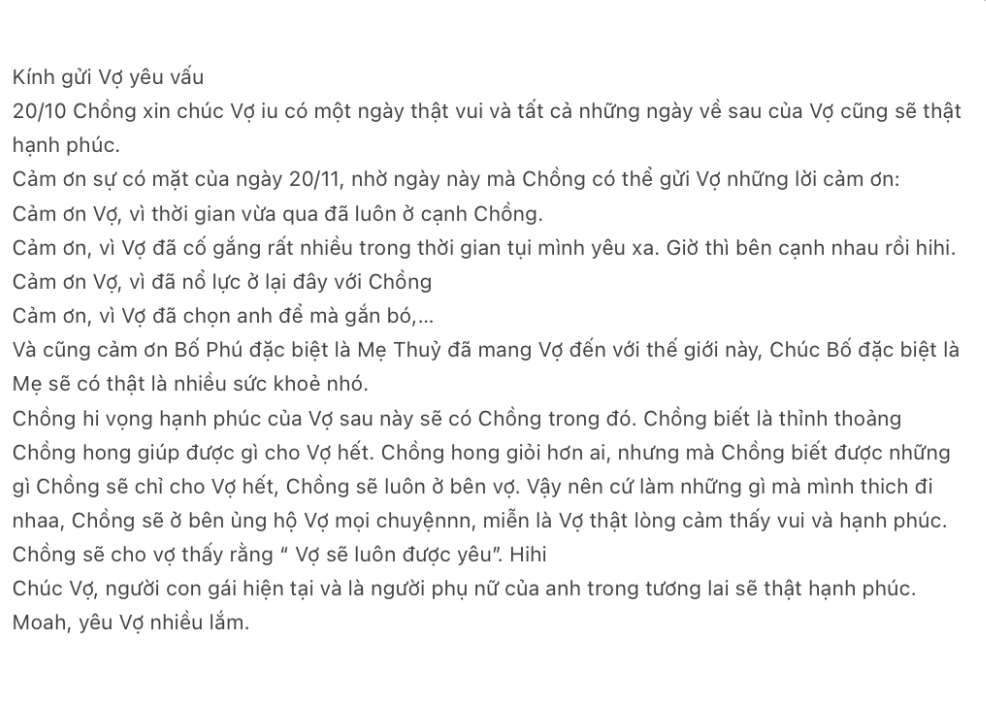 Kính gửi Vợ yêu vấu
20/10 Chồng xin chúc Vợ iu có một ngày thật vui và tất cả những ngày về sau của Vợ cũng sẽ thật
hạnh phúc.
Cảm ơn sự có mặt của ngày 20/11, nhờ ngày này mà Chồng có thể gửi Vợ những lời cảm ơn:
Cảm ơn Vợ, vì thời gian vừa qua đã luôn ở cạnh Chồng.
Cảm ơn, vì Vợ đã cố gắng rất nhiều trong thời gian tụi mình yêu xa. Giờ thì bên cạnh nhau rồi hihi.
Cảm ơn Vợ, vì đã nổ lực ở lại đây với Chồng
Cảm ơn, vì Vợ đã chọn anh để mà gắn bó,...
Và cũng cảm ơn Bố Phú đặc biệt là Mẹ Thuỷ đã mang Vợ đến với thế giới này, Chúc Bố đặc biệt là
Mẹ sẽ có thật là nhiều sức khoẻ nhó.
Chồng hi vọng hạnh phúc của Vợ sau này sẽ có Chồng trong đó. Chồng biết là thỉnh thoảng
Chồng hong giúp được gì cho Vợ hết. Chồng hong giỏi hơn ai, nhưng mà Chồng biết được những
gì Chồng sẽ chỉ cho Vợ hết, Chồng sẽ luôn ở bên vợ. Vậy nên cứ làm những gì mà mình thich đi
nhaa, Chồng sẽ ở bên ủng hộ Vợ mọi chuyệnnn, miễn là Vợ thật lòng cảm thấy vui và hạnh phúc.
Chồng sẽ cho vợ thấy rằng “ Vợ sẽ luôn được yêu”. Hihi
Chúc Vợ, người con gái hiện tại và là người phụ nữ của anh trong tương lai sẽ thật hạnh phúc.
Moah, yêu Vợ nhiều lắm.